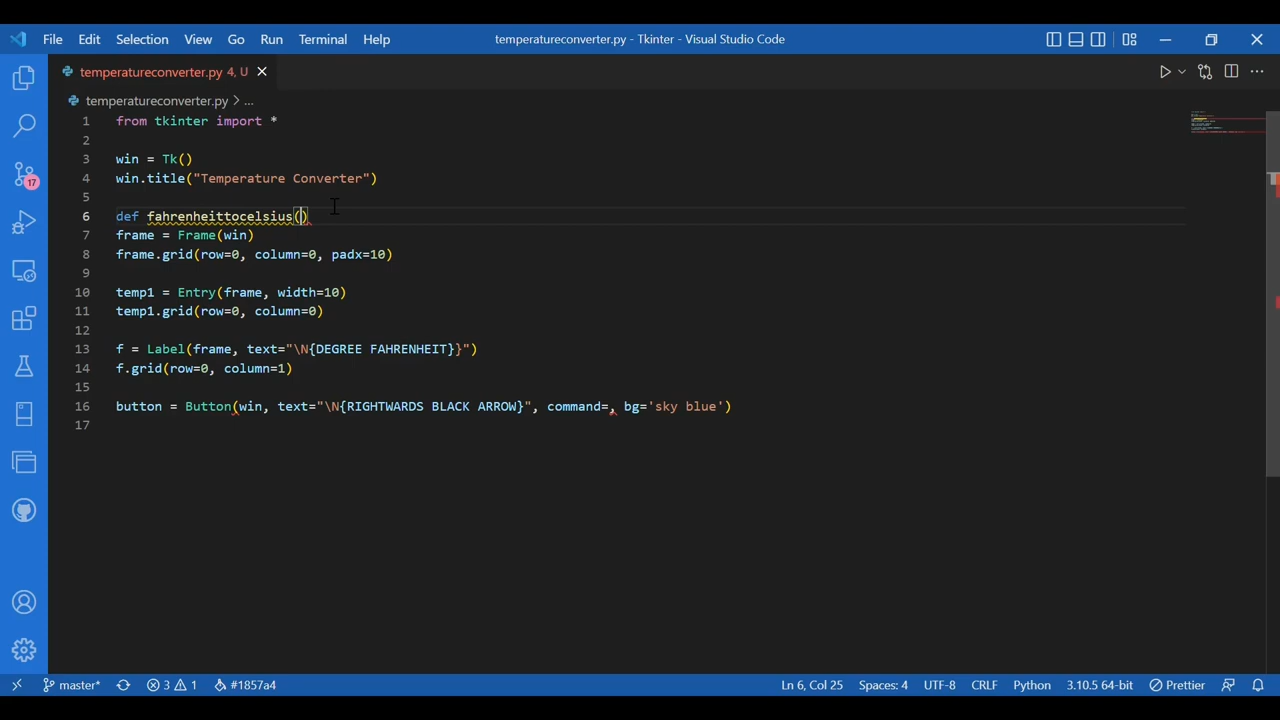 File Edit Selection View Go Run Terminal Help
temperatureconverter.py - Tkinter - Visual Studio Code
temperatureconverter.py 4, U
temperatureconverter.py > ...
1 from tkinter import *
2
3 win = Tk()
4 win.title("Temperature Converter")
5
6 def fahrenheittocelsius()
7 frame = Frame(win)
8 frame.grid(row=0, column=0, padx=10)
9
10 temp1 = Entry(frame, width=10)
11 temp1.grid(row=0, column=0)
12
13 f = Label(frame, text="\N{DEGREE FAHRENHEIT}}")
14 f.grid(row=0, column=1)
15
16 button = Button(win, text="\N{RIGHTWARDS BLACK ARROW}", command=, bg='sky blue')
17
17
master* 3 1 #1857a4 Ln 6, Col 25 Spaces: 4 UTF-8 CRLF Python 3.10.5 64-bit Prettier